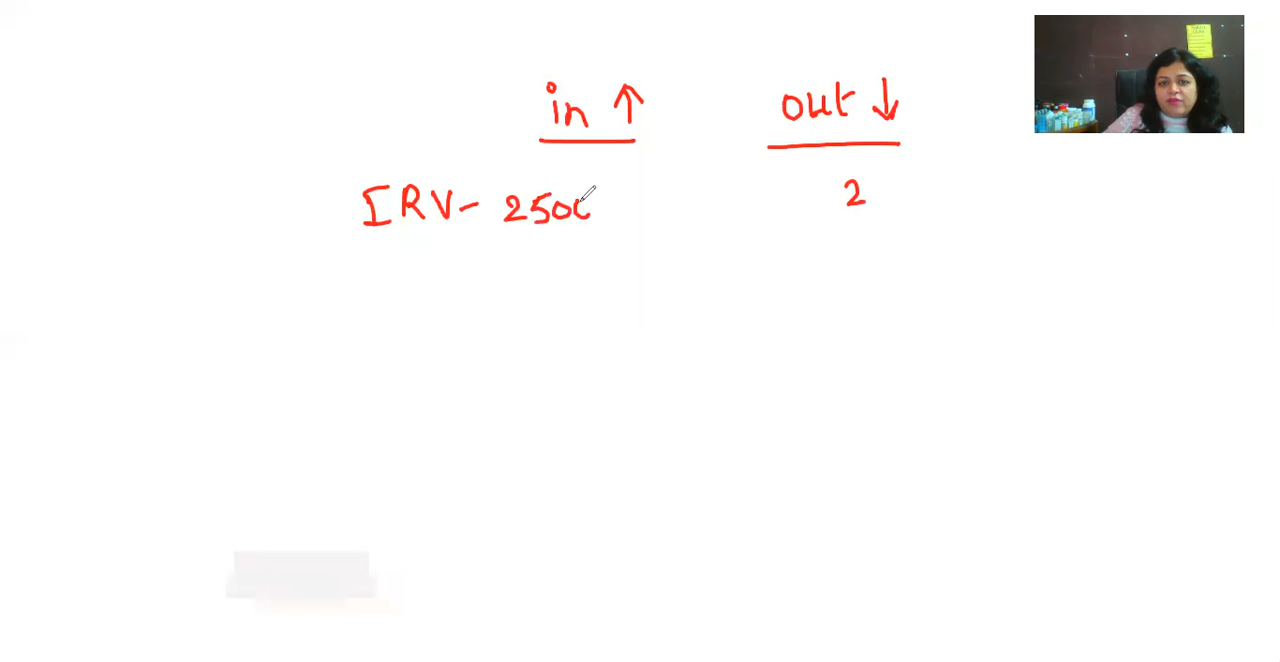 in ↑ out ↓
IRV- 250 2